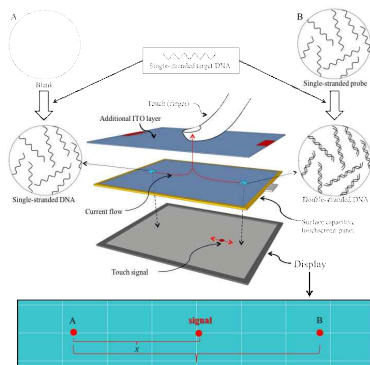 A
B
Single-stranded target DNA
Blank
Single-stranded probe
Touch (finger)
Additional ITO layer
Single-stranded DNA
Double-stranded DNA
Current flow
Surface capacitive
touchscreen panel
Touch signal
Display
A
signal
B
x